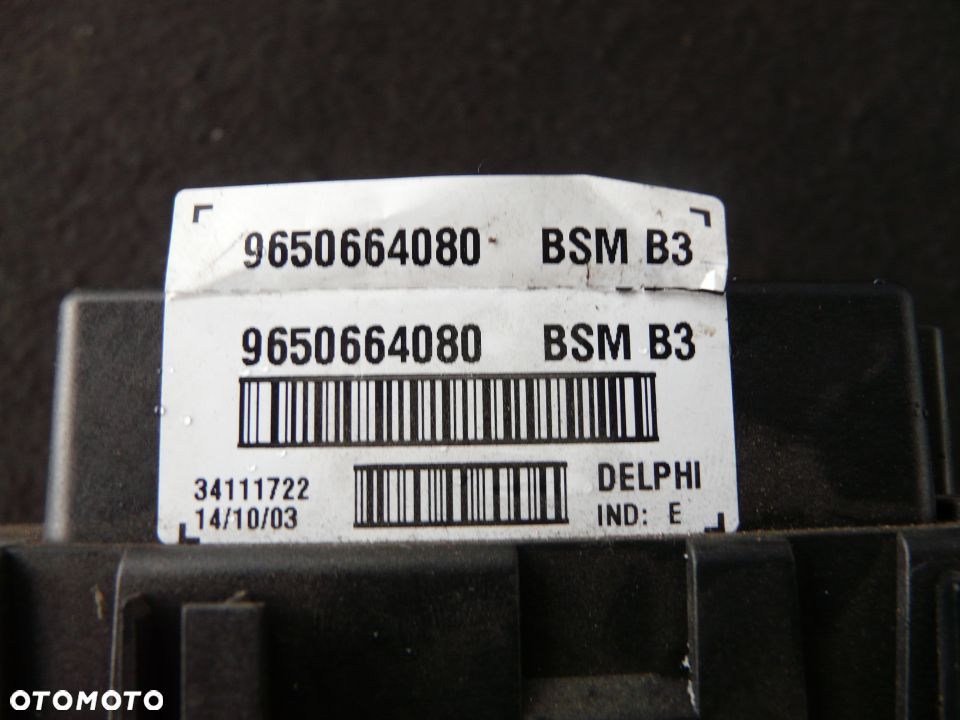 9650664080 BSM B3
9650664080 BSM B3
34111722
14/10/03
DELPHI
IND: E
OTOMOTO